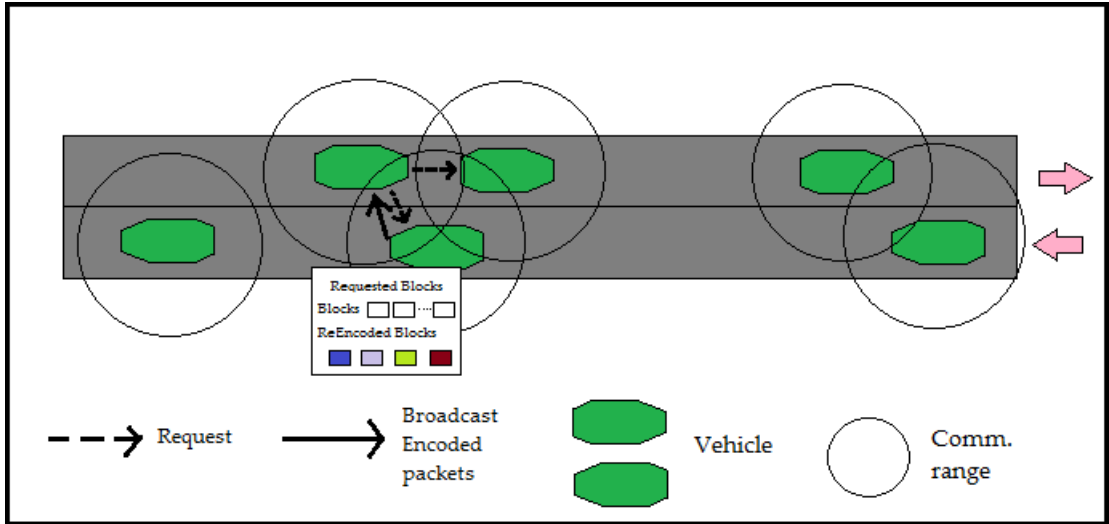 Requested Blocks
Blocks
ReEncoded Blocks
Request
Broadcast
Encoded
packets
Vehicle
Comm.
range